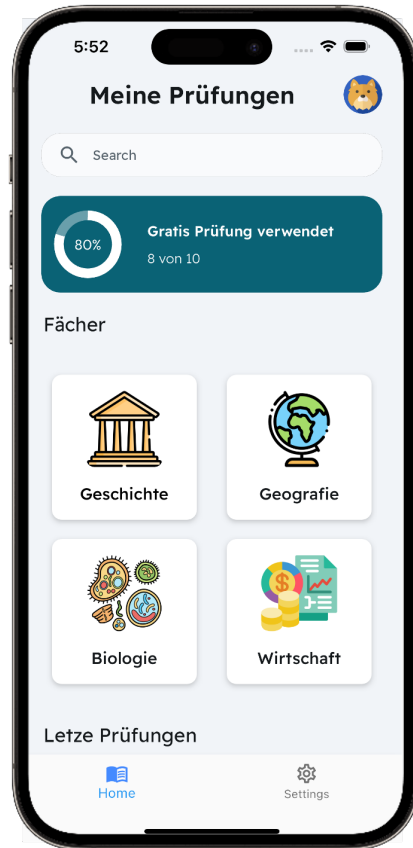 5:52
Meine Prüfungen
Search
80%
Gratis Prüfung verwendet
8 von 10
Fächer
Geschichte
Geografie
Biologie
Wirtschaft
Letze Prüfungen
Home
Settings